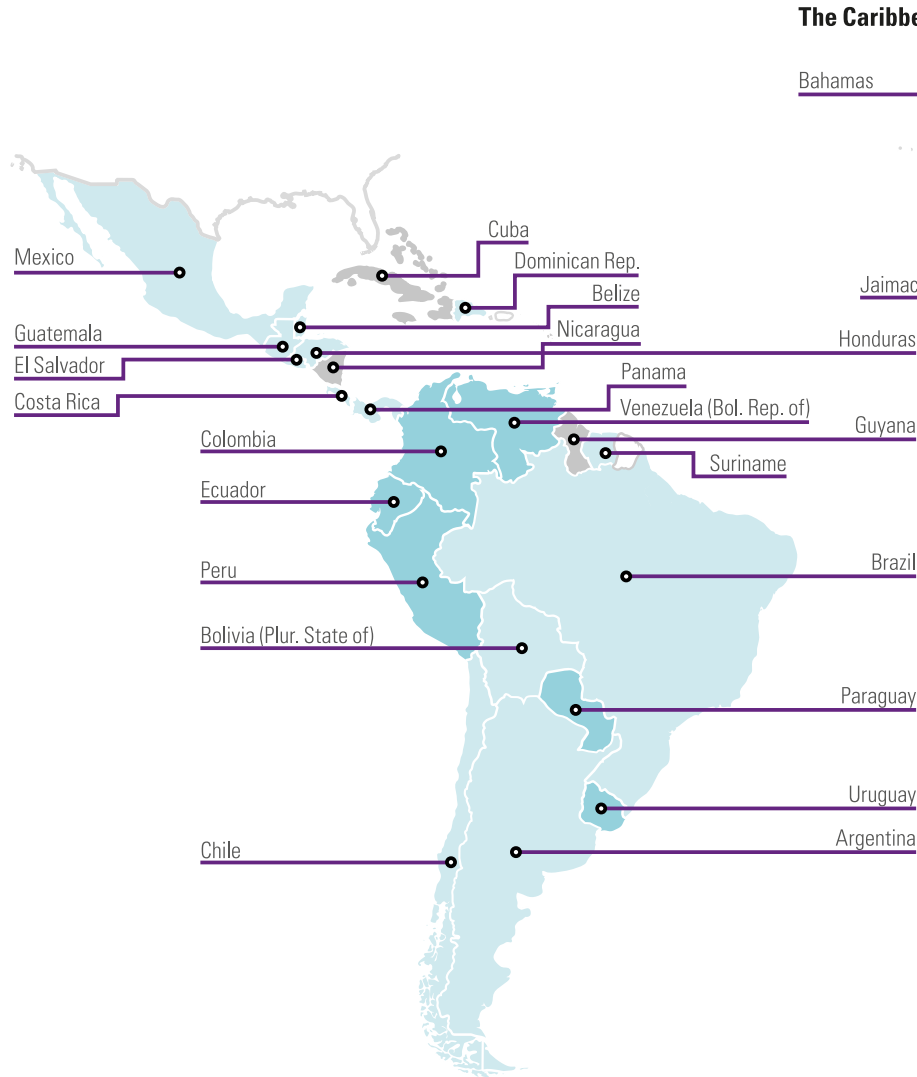 The Caribbe
Bahamas
Cuba
Mexico
Dominican Rep.
Belize
Jaimac
Nicaragua
Guatemala
Honduras
El Salvador
Panama
Costa Rica
Venezuela (Bol. Rep. of)
Guyana
Colombia
Suriname
Ecuador
Brazil
Peru
Bolivia (Plur. State of)
Paraguay
Uruguay
Argentina
Chile